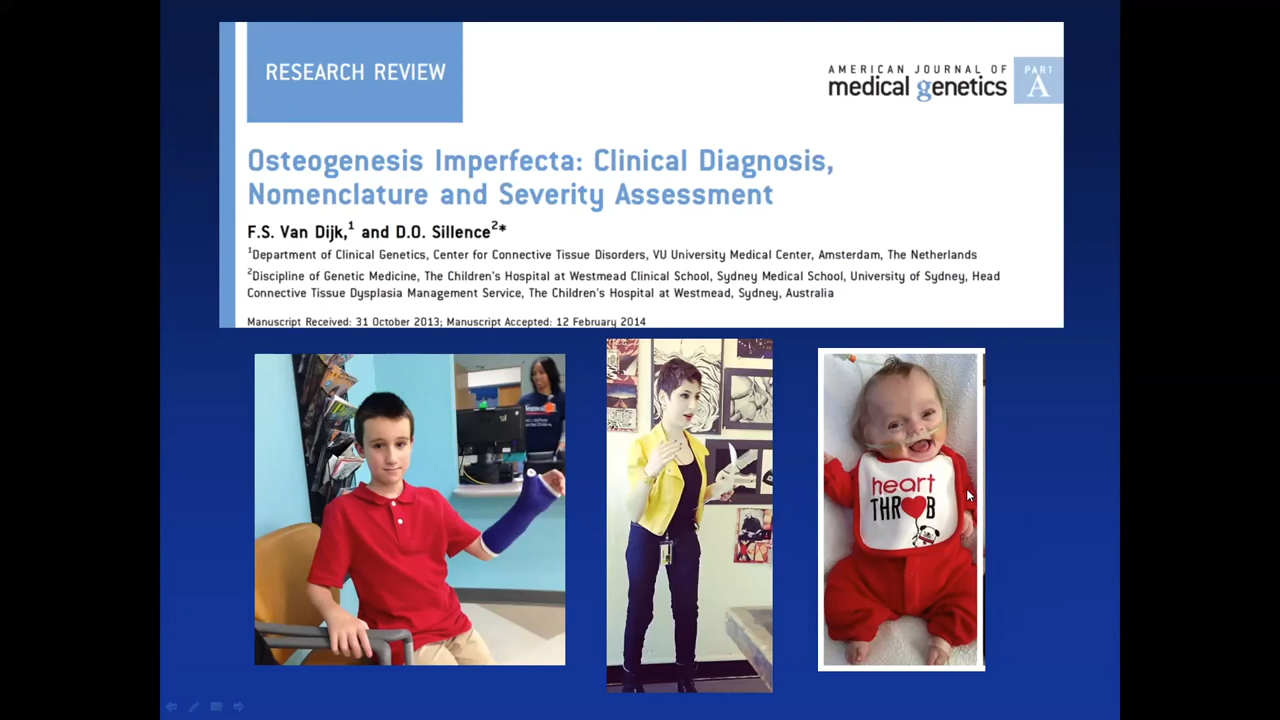 RESEARCH REVIEW
AMERICAN JOURNAL OF
medical genetics
PART
A
Osteogenesis Imperfecta: Clinical Diagnosis,
Nomenclature and Severity Assessment
F.S. Van Dijk,1 and D.O. Sillence2*
1Department of Clinical Genetics, Center for Connective Tissue Disorders, VU University Medical Center, Amsterdam, The Netherlands
2Discipline of Genetic Medicine, The Children's Hospital at Westmead Clinical School, Sydney Medical School, University of Sydney, Head
Connective Tissue Dysplasia Management Service, The Children's Hospital at Westmead, Sydney, Australia
Manuscript Received: 31 October 2013; Manuscript Accepted: 12 February 2014
heart
THROB